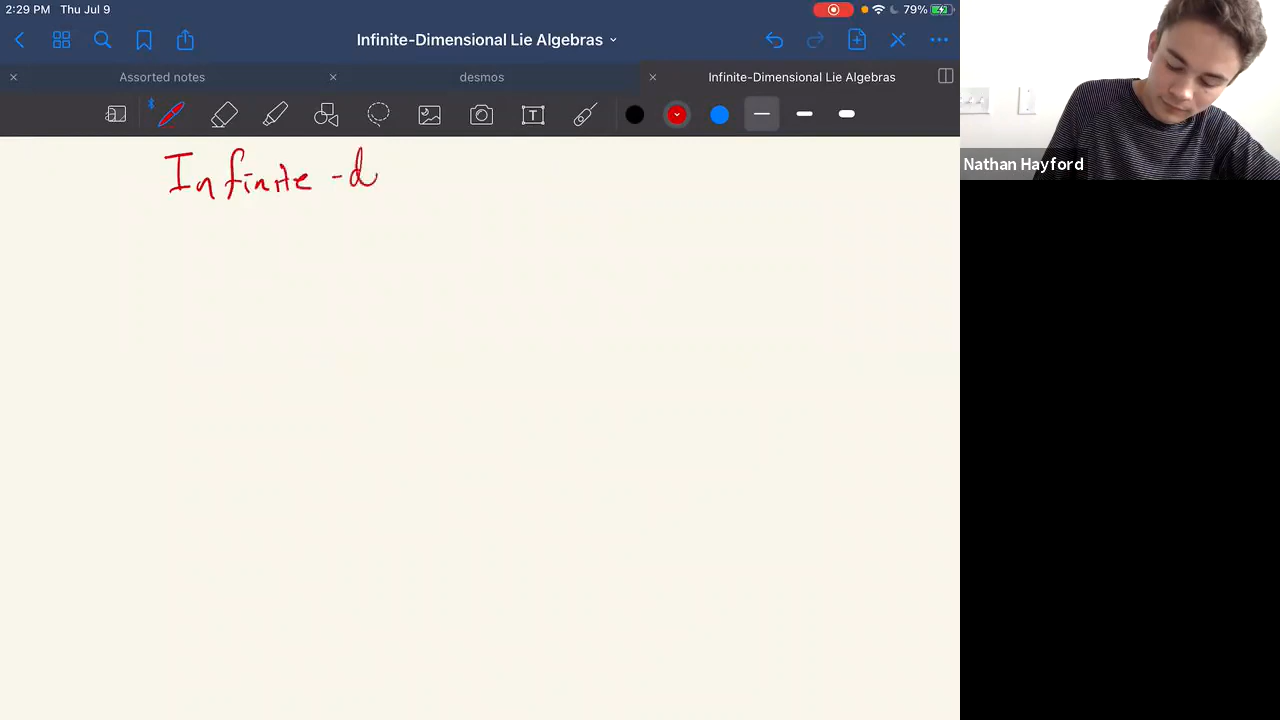 2:29 PM Thu Jul 9
79%
Infinite-Dimensional Lie Algebras
Assorted notes
desmos
Infinite-Dimensional Lie Algebras
T
Infinite -d
Nathan Hayford